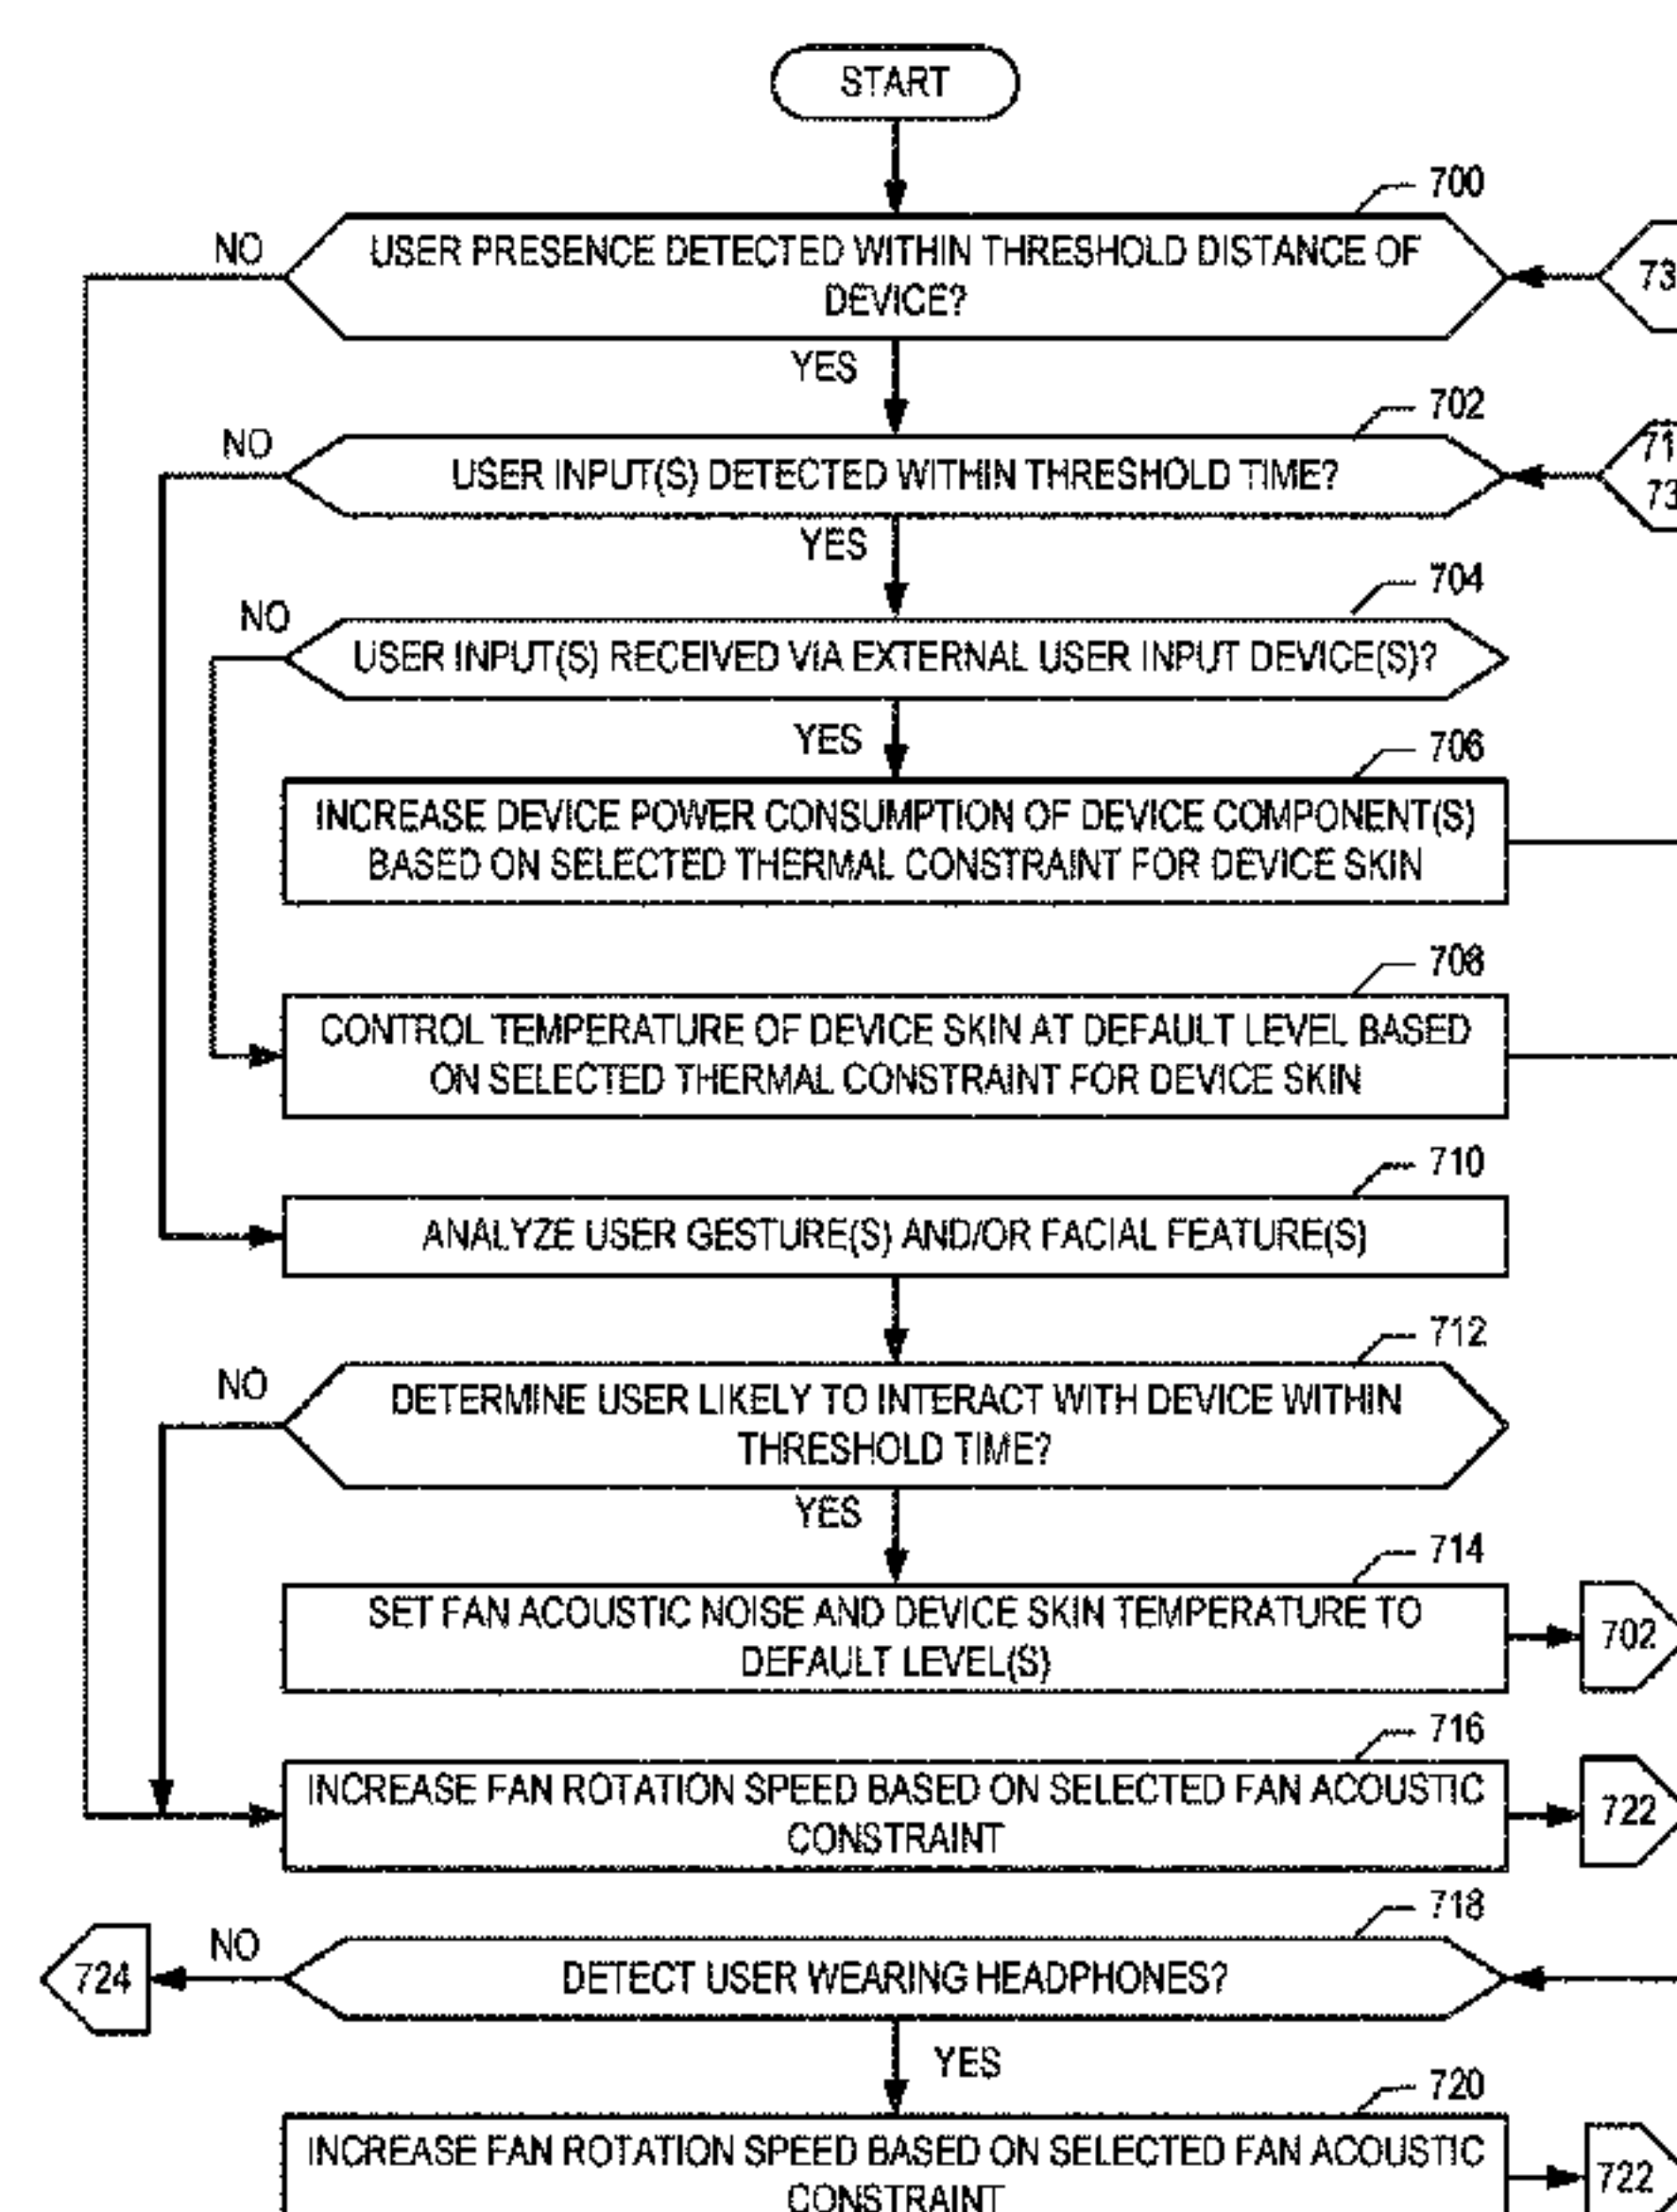 START
700
NO
USER PRESENCE DETECTED WITHIN THRESHOLD DISTANCE OF
DEVICE?
YES
702
NO
USER INPUT(S) DETECTED WITHIN THRESHOLD TIME?
YES
704
NO
USER INPUT(S) RECEIVED VIA EXTERNAL USER INPUT DEVICE(S)?
YES
706
INCREASE DEVICE POWER CONSUMPTION OF DEVICE COMPONENT(S)
BASED ON SELECTED THERMAL CONSTRAINT FOR DEVICE SKIN
708
CONTROL TEMPERATURE OF DEVICE SKIN AT DEFAULT LEVEL BASED
ON SELECTED THERMAL CONSTRAINT FOR DEVICE SKIN
710
ANALYZE USER GESTURE(S) AND/OR FACIAL FEATURE(S)
712
NO
DETERMINE USER LIKELY TO INTERACT WITH DEVICE WITHIN
THRESHOLD TIME?
YES
714
SET FAN ACOUSTIC NOISE AND DEVICE SKIN TEMPERATURE TO
DEFAULT LEVEL(S)
702
716
INCREASE FAN ROTATION SPEED BASED ON SELECTED FAN ACOUSTIC
CONSTRAINT
722
718
724
NO
DETECT USER WEARING HEADPHONES?
YES
720
INCREASE FAN ROTATION SPEED BASED ON SELECTED FAN ACOUSTIC
CONSTRAINT
722